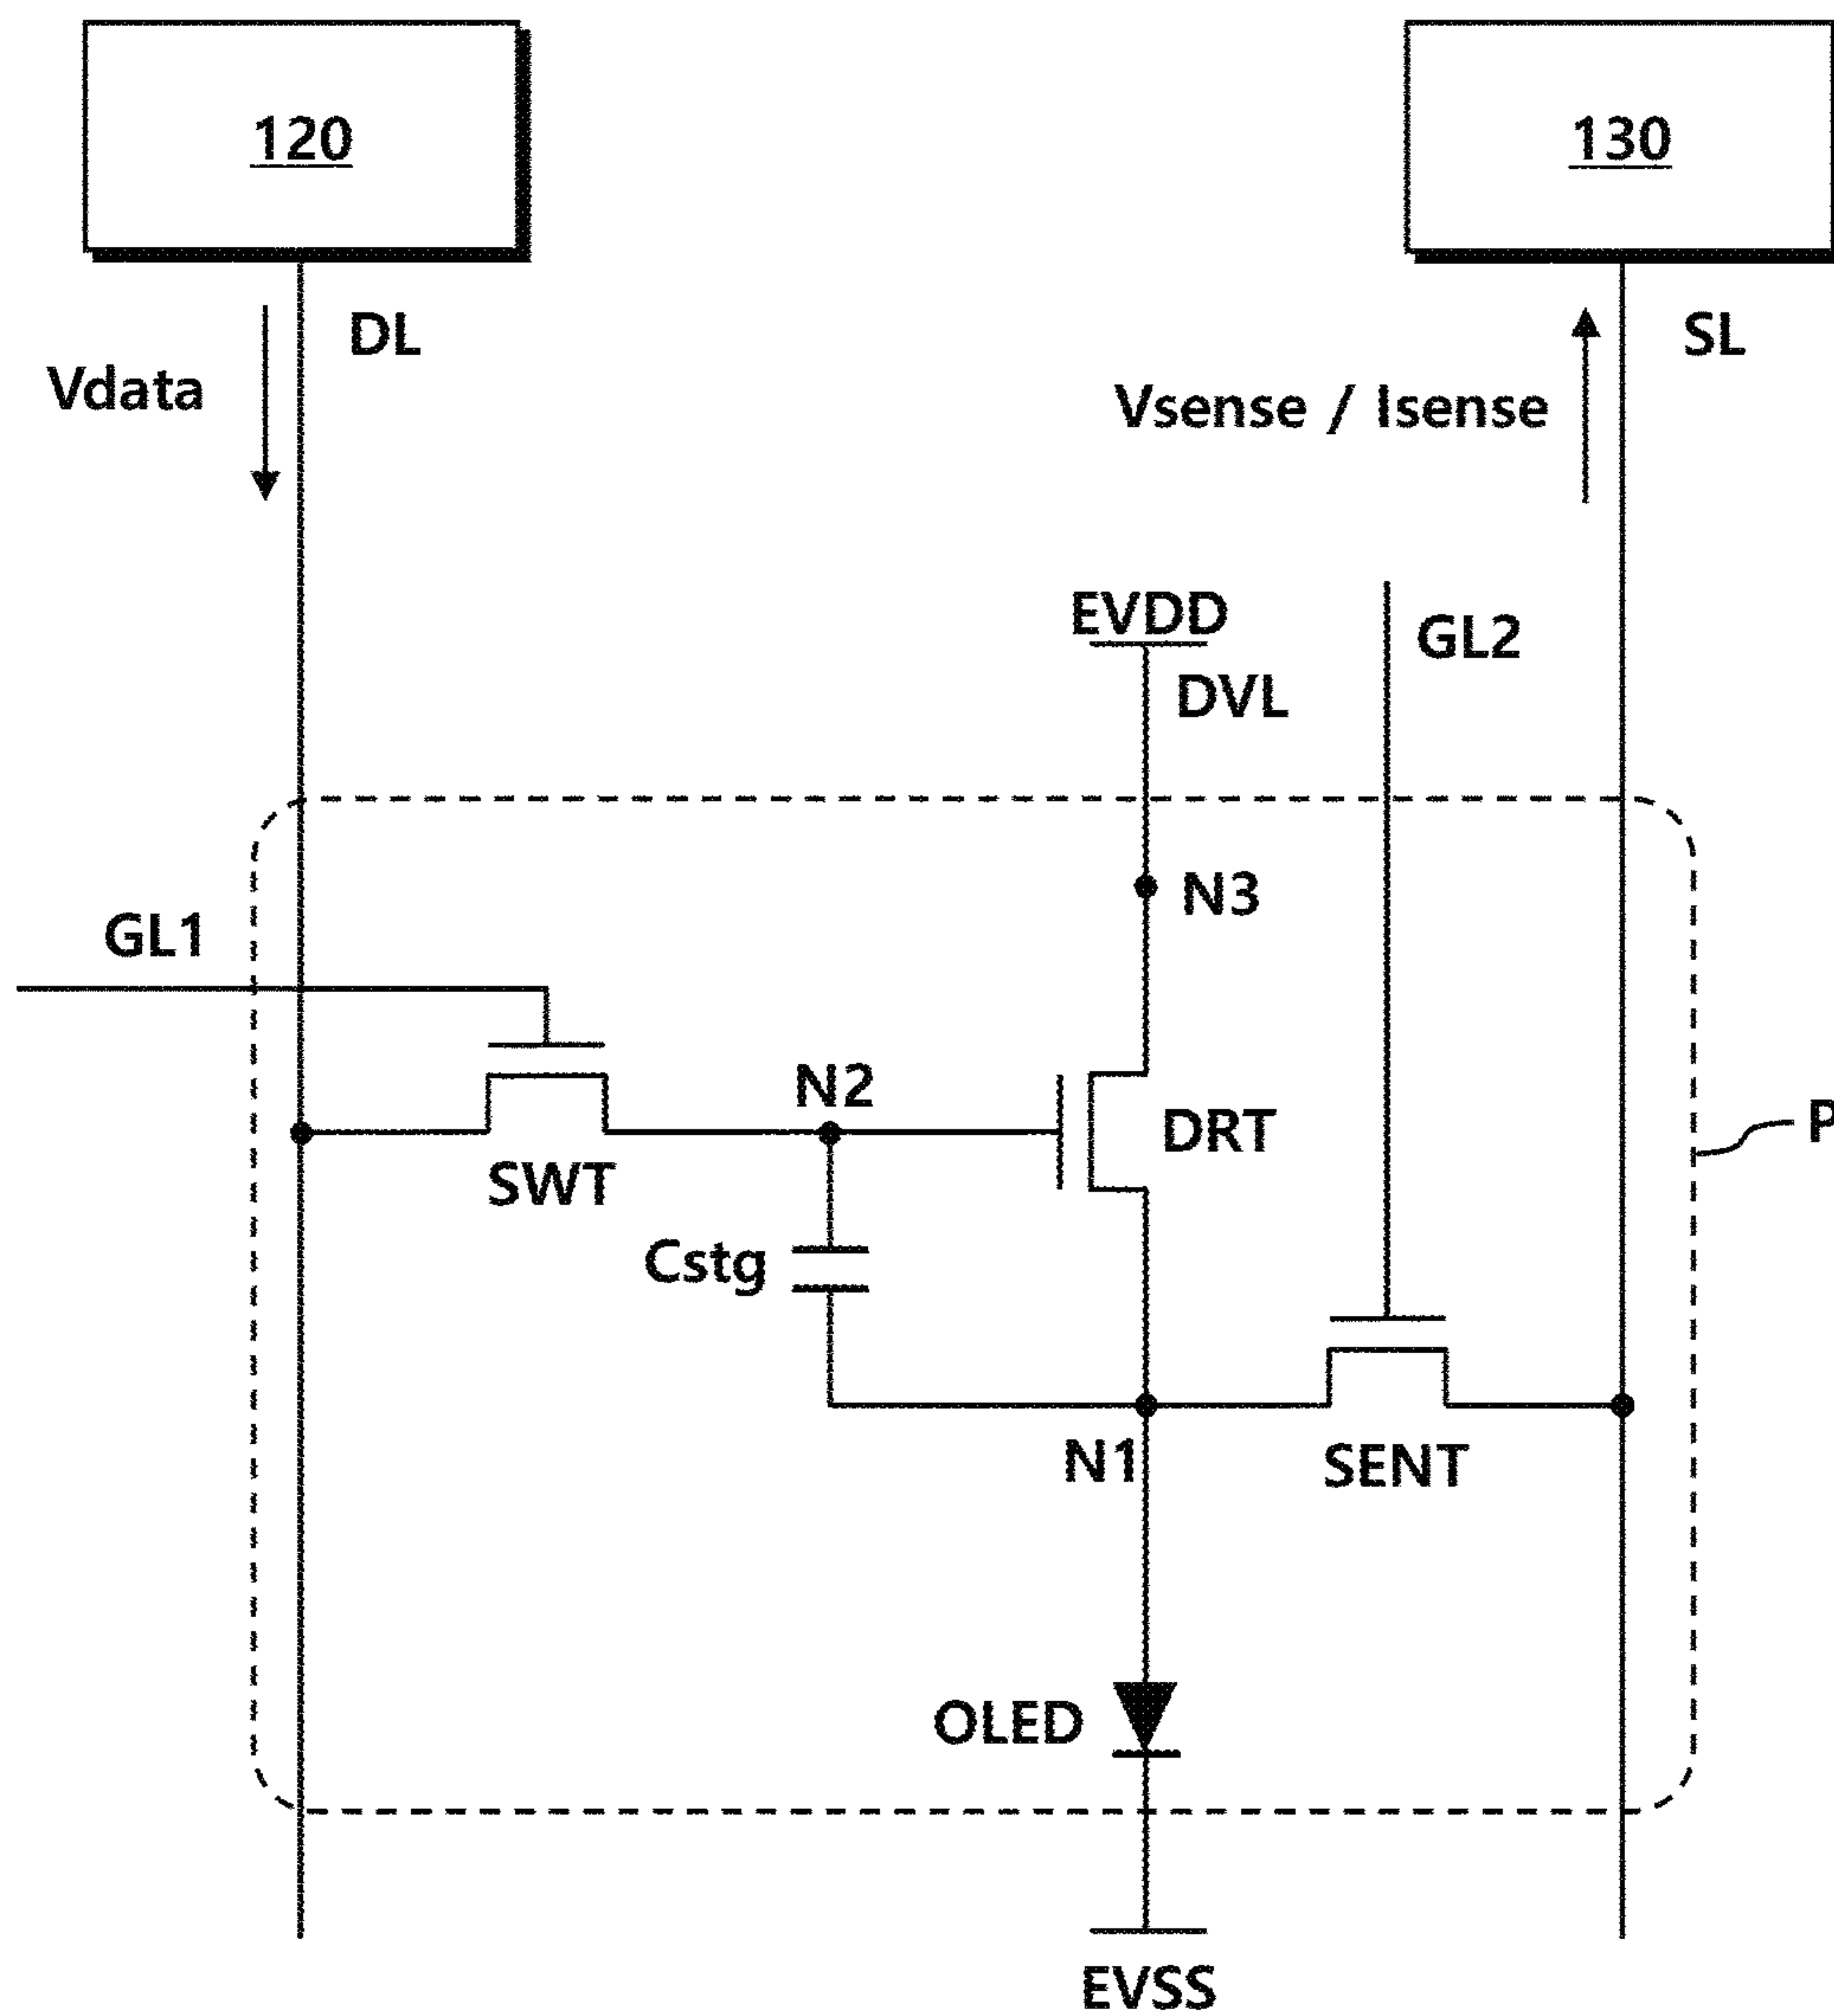 120
130
DL
SL
Vdata
Vsense / Isense
EVDD
GL2
DVL
N3
GL1
N2
DRT
P
SWT
Cstg
N1
SENT
OLED
EVSS